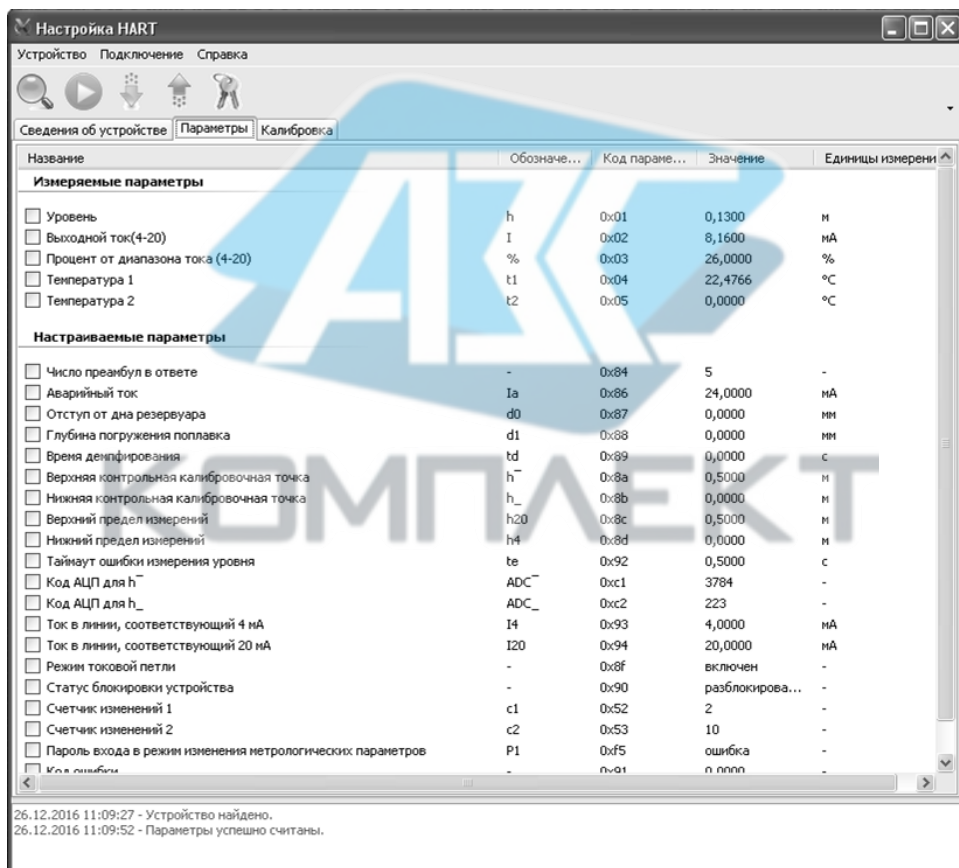 Настройка HART
Устройство Подключение Справка
Сведения об устройстве Параметры Калибровка
Название Обозначе... Код параме... Значение Единицы измерени
Измеряемые параметры
Уровень h 0x01 0,1300 м
Выходной ток(4-20) I 0x02 8,1600 мА
Процент от диапазона тока (4-20) % 0x03 26,0000 %
Температура 1 t1 0x04 22,4766 °C
Температура 2 t2 0x05 0,0000 °C
Настраиваемые параметры
Число преамбул в ответе - 0x84 5 -
Аварийный ток Ia 0x86 24,0000 мА
Отступ от дна резервуара d0 0x87 0,0000 мм
Глубина погружения поплавка d1 0x88 0,0000 мм
Время демпфирования td 0x89 0,0000 с
Верхняя контрольная калибровочная точка h¯ 0x8a 0,5000 м
Нижняя контрольная калибровочная точка h_ 0x8b 0,0000 м
Верхний предел измерений h20 0x8c 0,5000 м
Нижний предел измерений h4 0x8d 0,0000 м
Таймаут ошибки измерения уровня te 0x92 0,5000 с
Код АЦП для h¯ ADC¯ 0xc1 3784 -
Код АЦП для h_ ADC_ 0xc2 223 -
Ток в линии, соответствующий 4 мА I4 0x93 4,0000 мА
Ток в линии, соответствующий 20 мА I20 0x94 20,0000 мА
Режим токовой петли - 0x8f включен -
Статус блокировки устройства - 0x90 разблокирова... -
Счетчик изменений 1 c1 0x52 2 -
Счетчик изменений 2 c2 0x53 10 -
Пароль входа в режим изменения метрологических параметров P1 0xf5 ошибка -
Код ошибки - 0x91 0,0000 -
26.12.2016 11:09:27 - Устройство найдено.
26.12.2016 11:09:52 - Параметры успешно считаны.
АЗС
КОМПЛЕКТ